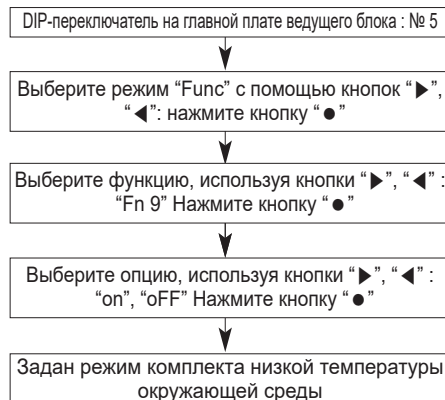 DIP-переключатель на главной плате ведущего блока : № 5
Выберите режим “Func” с помощью кнопок “▶”,
“◀”: нажмите кнопку “●”
Выберите функцию, используя кнопки “▶”, “◀” :
“Fn 9” Нажмите кнопку “●”
Выберите опцию, используя кнопки “▶”, “◀” :
“on”, “oFF” Нажмите кнопку “●”
Задан режим комплекта низкой температуры
окружающей среды